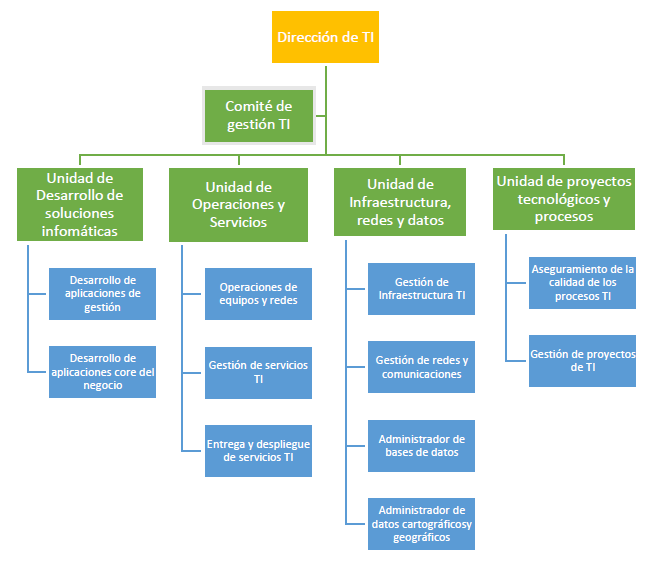 Dirección de TI
Comité de
gestión TI
Unidad de
Desarrollo de
soluciones
infomáticas
Unidad de
Operaciones y
Servicios
Unidad de
Infraestructura,
redes y datos
Unidad de proyectos
tecnológicos y
procesos
Desarrollo de
aplicaciones de
gestión
Desarrollo de
aplicaciones core del
negocio
Operaciones de
equipos y redes
Gestión de servicios
TI
Entrega y despliegue
de servicios TI
Gestión de
Infraestructura TI
Gestión de redes y
comunicaciones
Administrador de
bases de datos
Administrador de
datos cartográficosy
geográficos
Aseguramiento de la
calidad de los
procesos TI
Gestión de proyectos
de TI